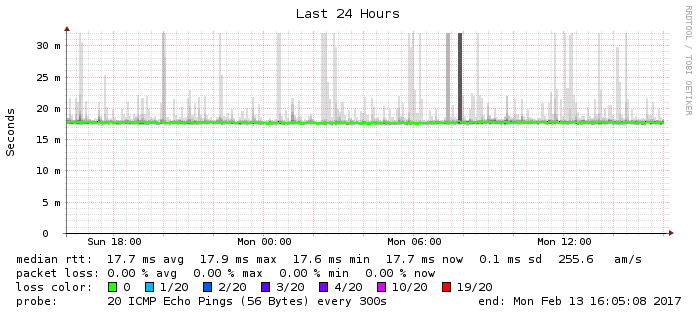 Last 24 Hours
RRDTOOL / TOBI OETIKER
Seconds
30 m
25 m
20 m
15 m
10 m
5 m
0
Sun 18:00 Mon 00:00 Mon 06:00 Mon 12:00
median rtt: 17.7 ms avg 17.9 ms max 17.6 ms min 17.7 ms now 0.1 ms sd 255.6 am/s
packet loss: 0.00 % avg 0.00 % max 0.00 % min 0.00 % now
loss color: 0 1/20 2/20 3/20 4/20 10/20 19/20
probe: 20 ICMP Echo Pings (56 Bytes) every 300s end: Mon Feb 13 16:05:08 2017